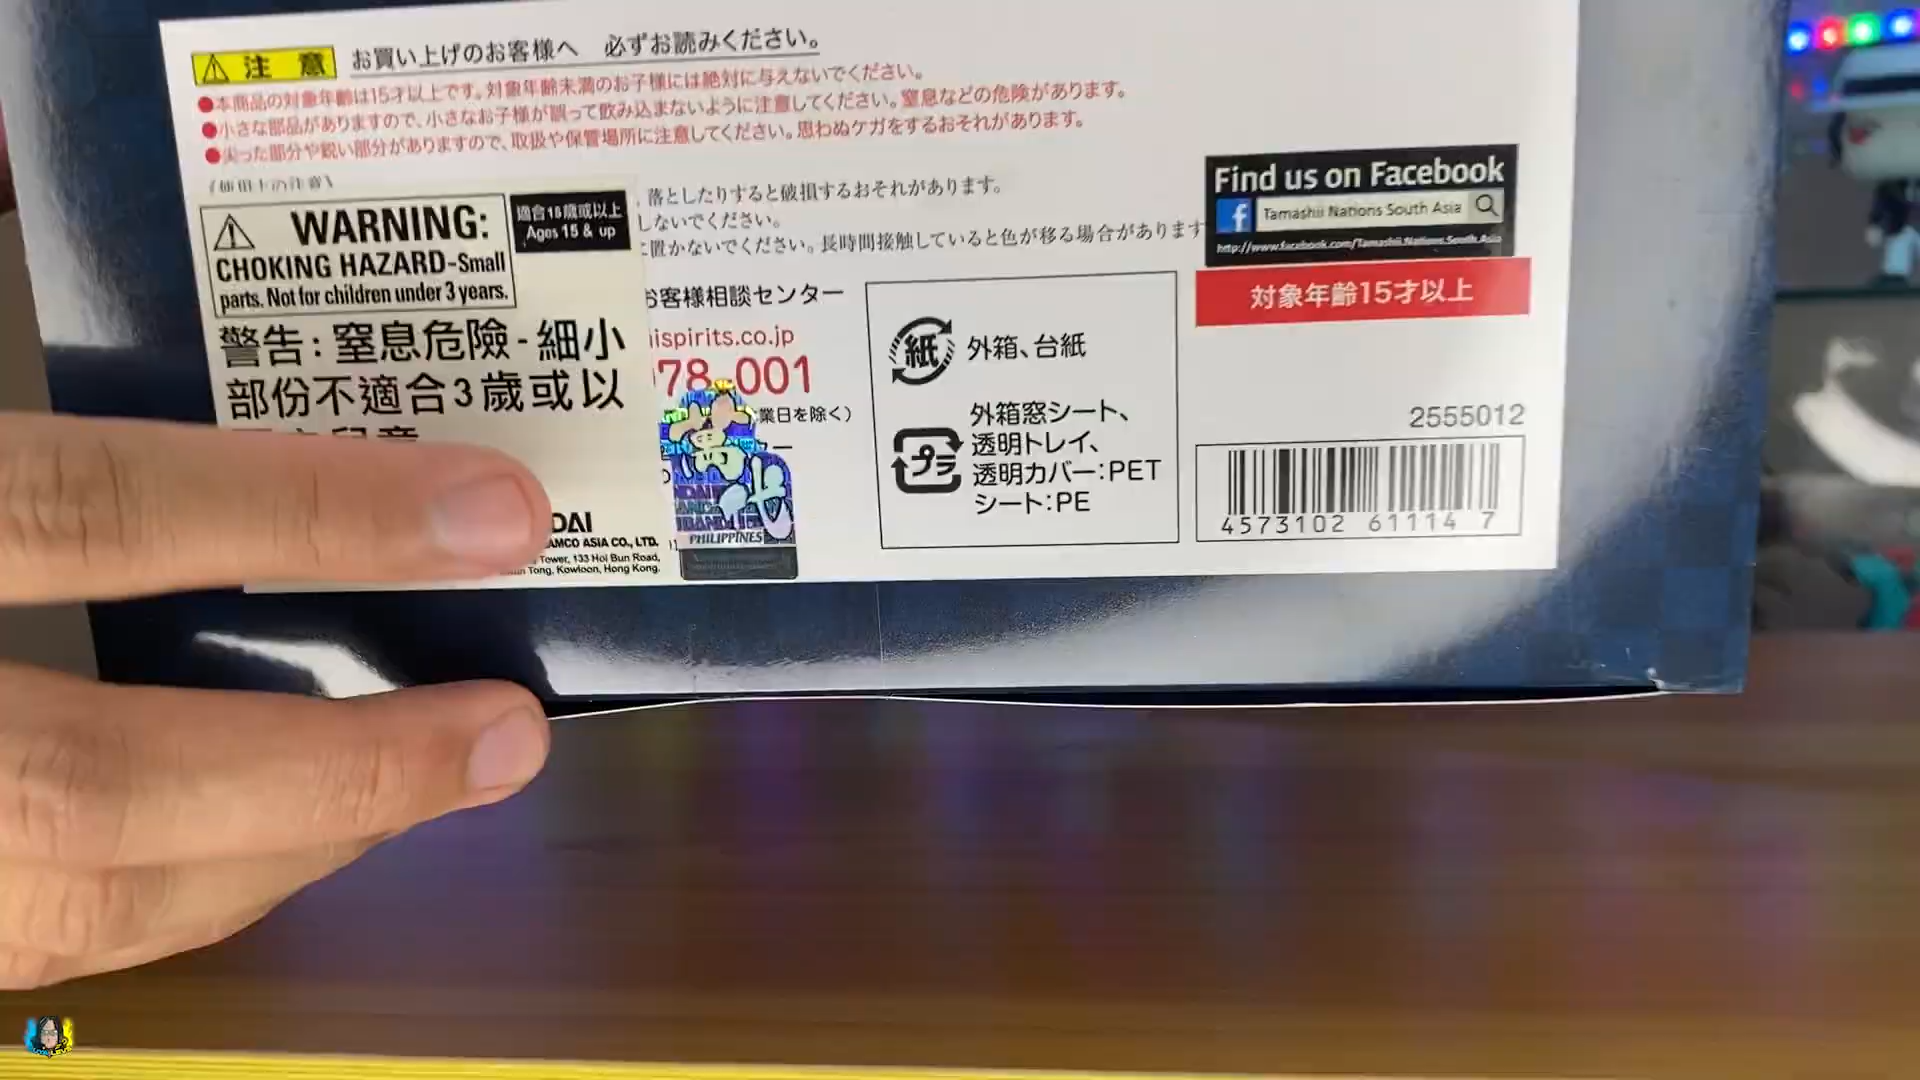 注意 お買い上げのお客様へ 必ずお読みください。
●本商品の対象年齢は15才以上です。対象年齢未満のお子様には絶対に与えないでください。
●小さな部品がありますので、小さなお子様が誤って飲み込まないように注意してください。窒息などの危険があります。
●尖った部分や鋭い部分がありますので、取扱や保管場所に注意してください。思わぬケガをするおそれがあります。
落としたりすると破損するおそれがあります。
しないでください。
に置かないでください。長時間接触していると色が移る場合があります
WARNING:
CHOKING HAZARD-Small
parts. Not for children under 3 years.
適合15歲或以上
Ages 15 & up
警告:窒息危險-細小
部份不適合3歲或以
お客様相談センター
ispirits.co.jp
78-001
業日を除く)
DAI
AMCO ASIA CO., LTD.
Tower, 133 Hoi Bun Road,
Tong, Kowloon, Hong Kong.
PHILIPPINES
紙 外箱、台紙
プラ 外箱窓シート、
透明トレイ、
透明カバー:PET
シート:PE
Find us on Facebook
f Tamashii Nations South Asia
http://www.facebook.com/Tamashii.Nations.South.Asia
対象年齢15才以上
2555012
4573102 61114 7